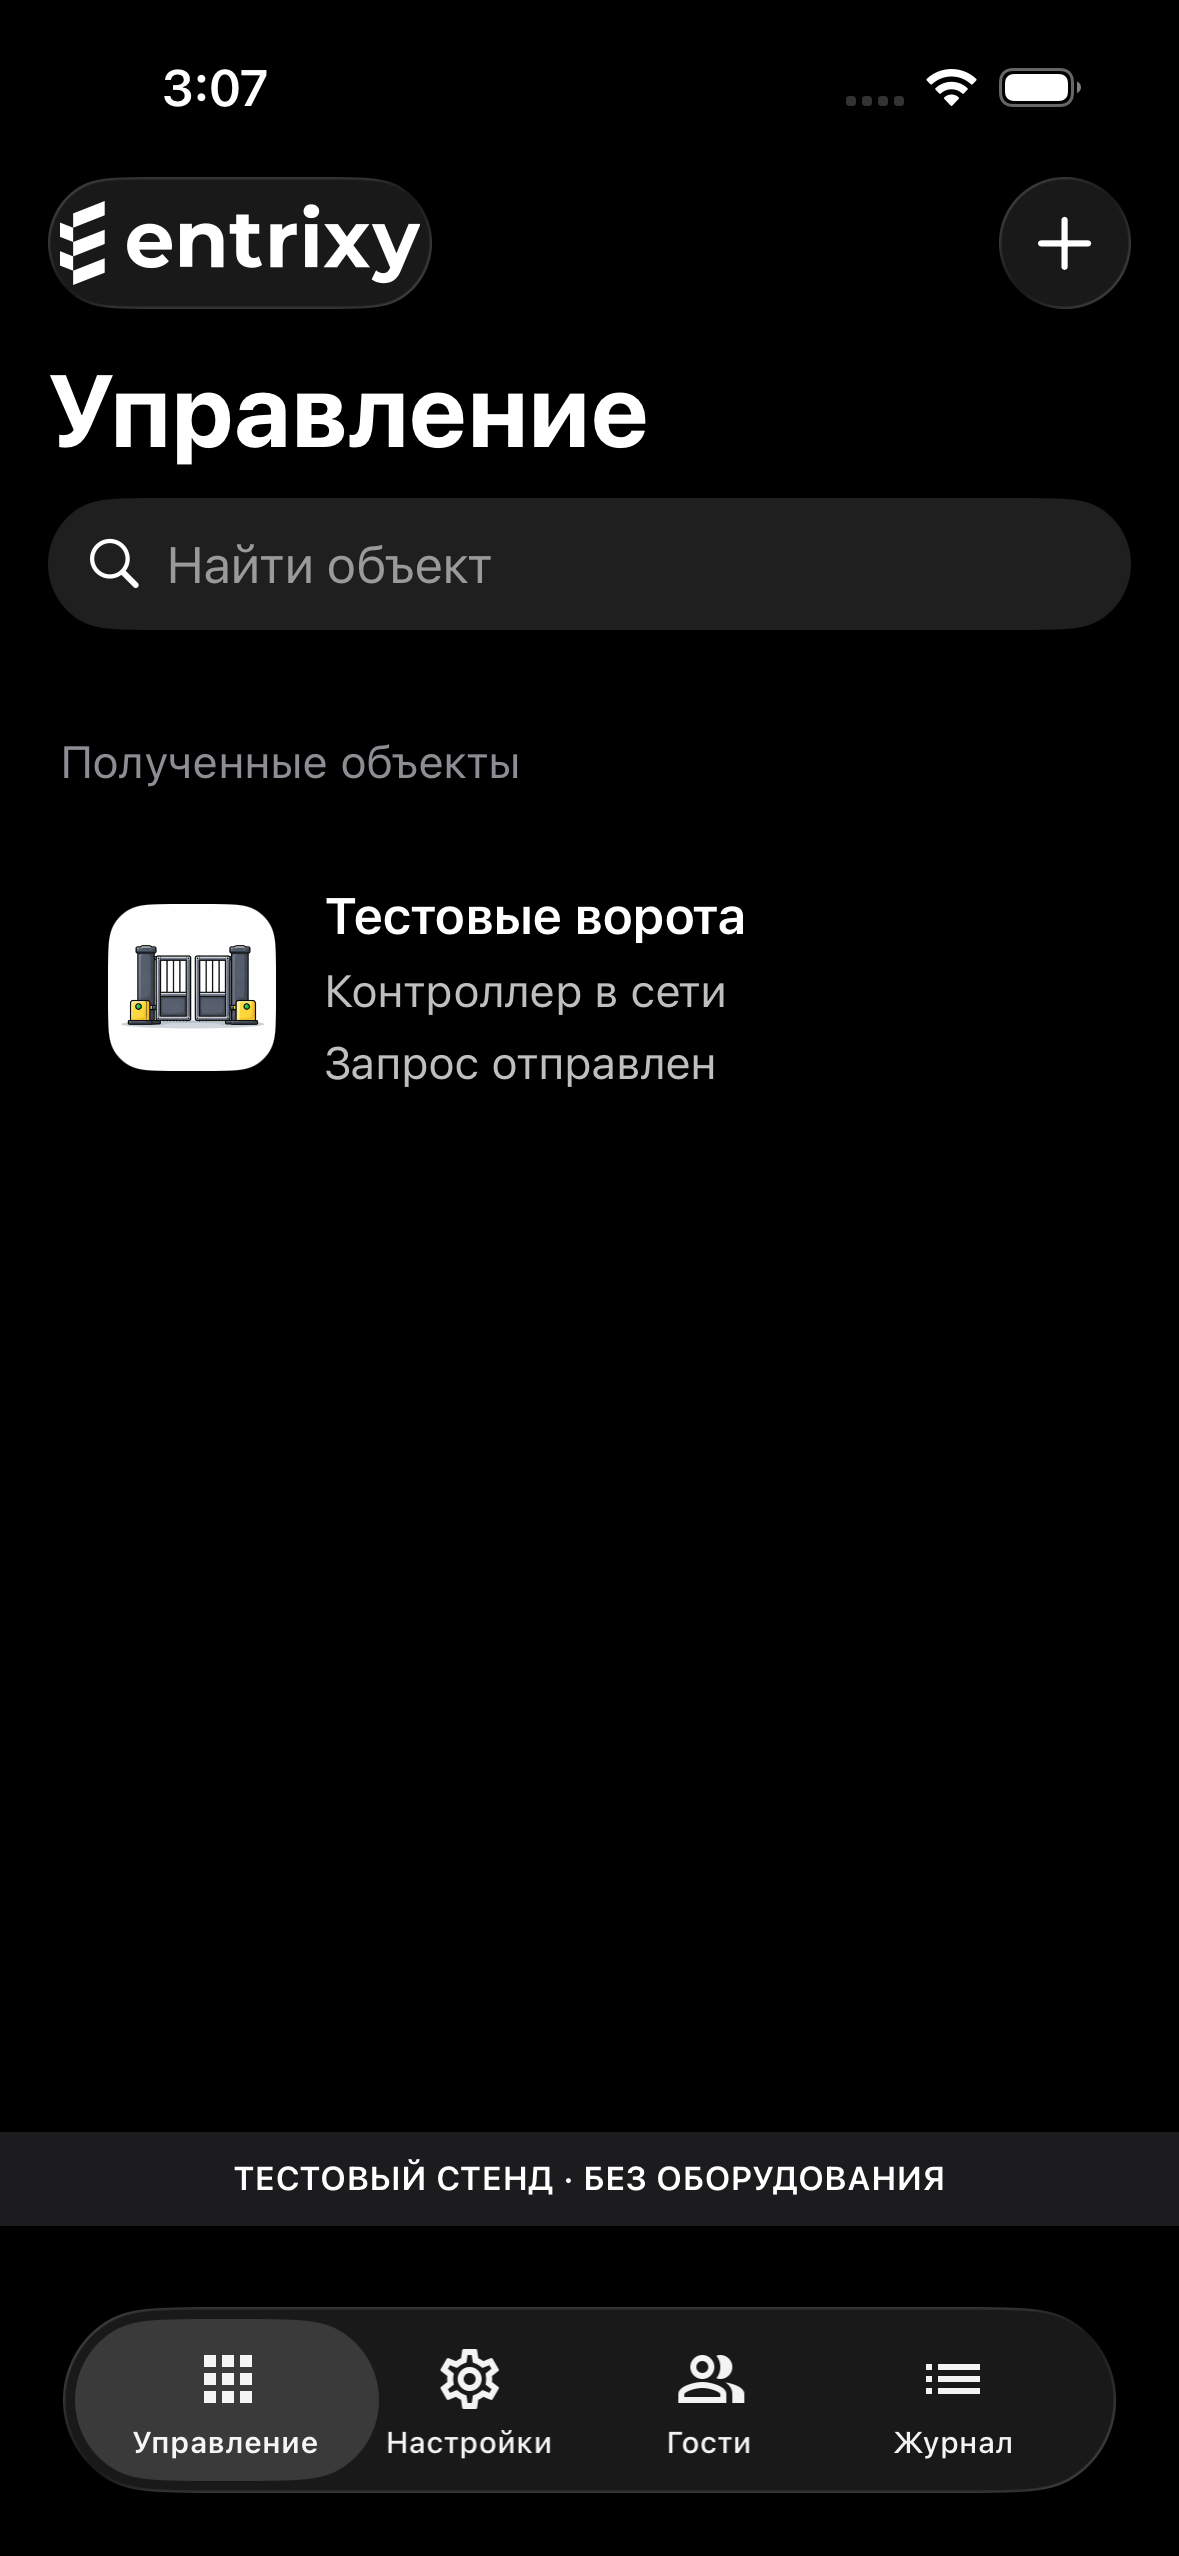 3:07
entrixy
Управление
Найти объект
Полученные объекты
Тестовые ворота
Контроллер в сети
Запрос отправлен
ТЕСТОВЫЙ СТЕНД · БЕЗ ОБОРУДОВАНИЯ
Управление
Настройки
Гости
Журнал